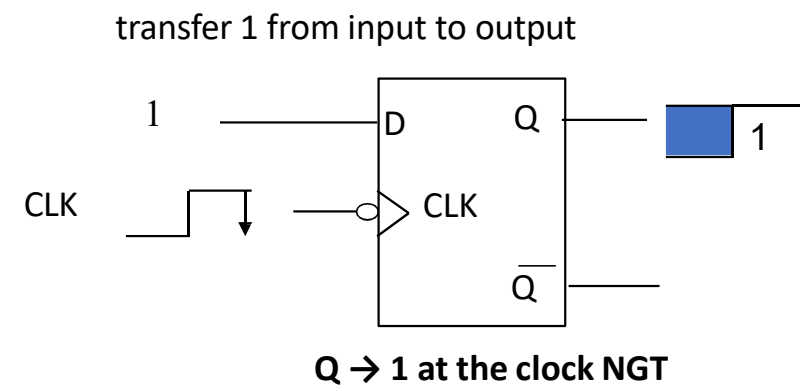 transfer 1 from input to output
1
D
Q
1
CLK
CLK
Q̅
Q → 1 at the clock NGT